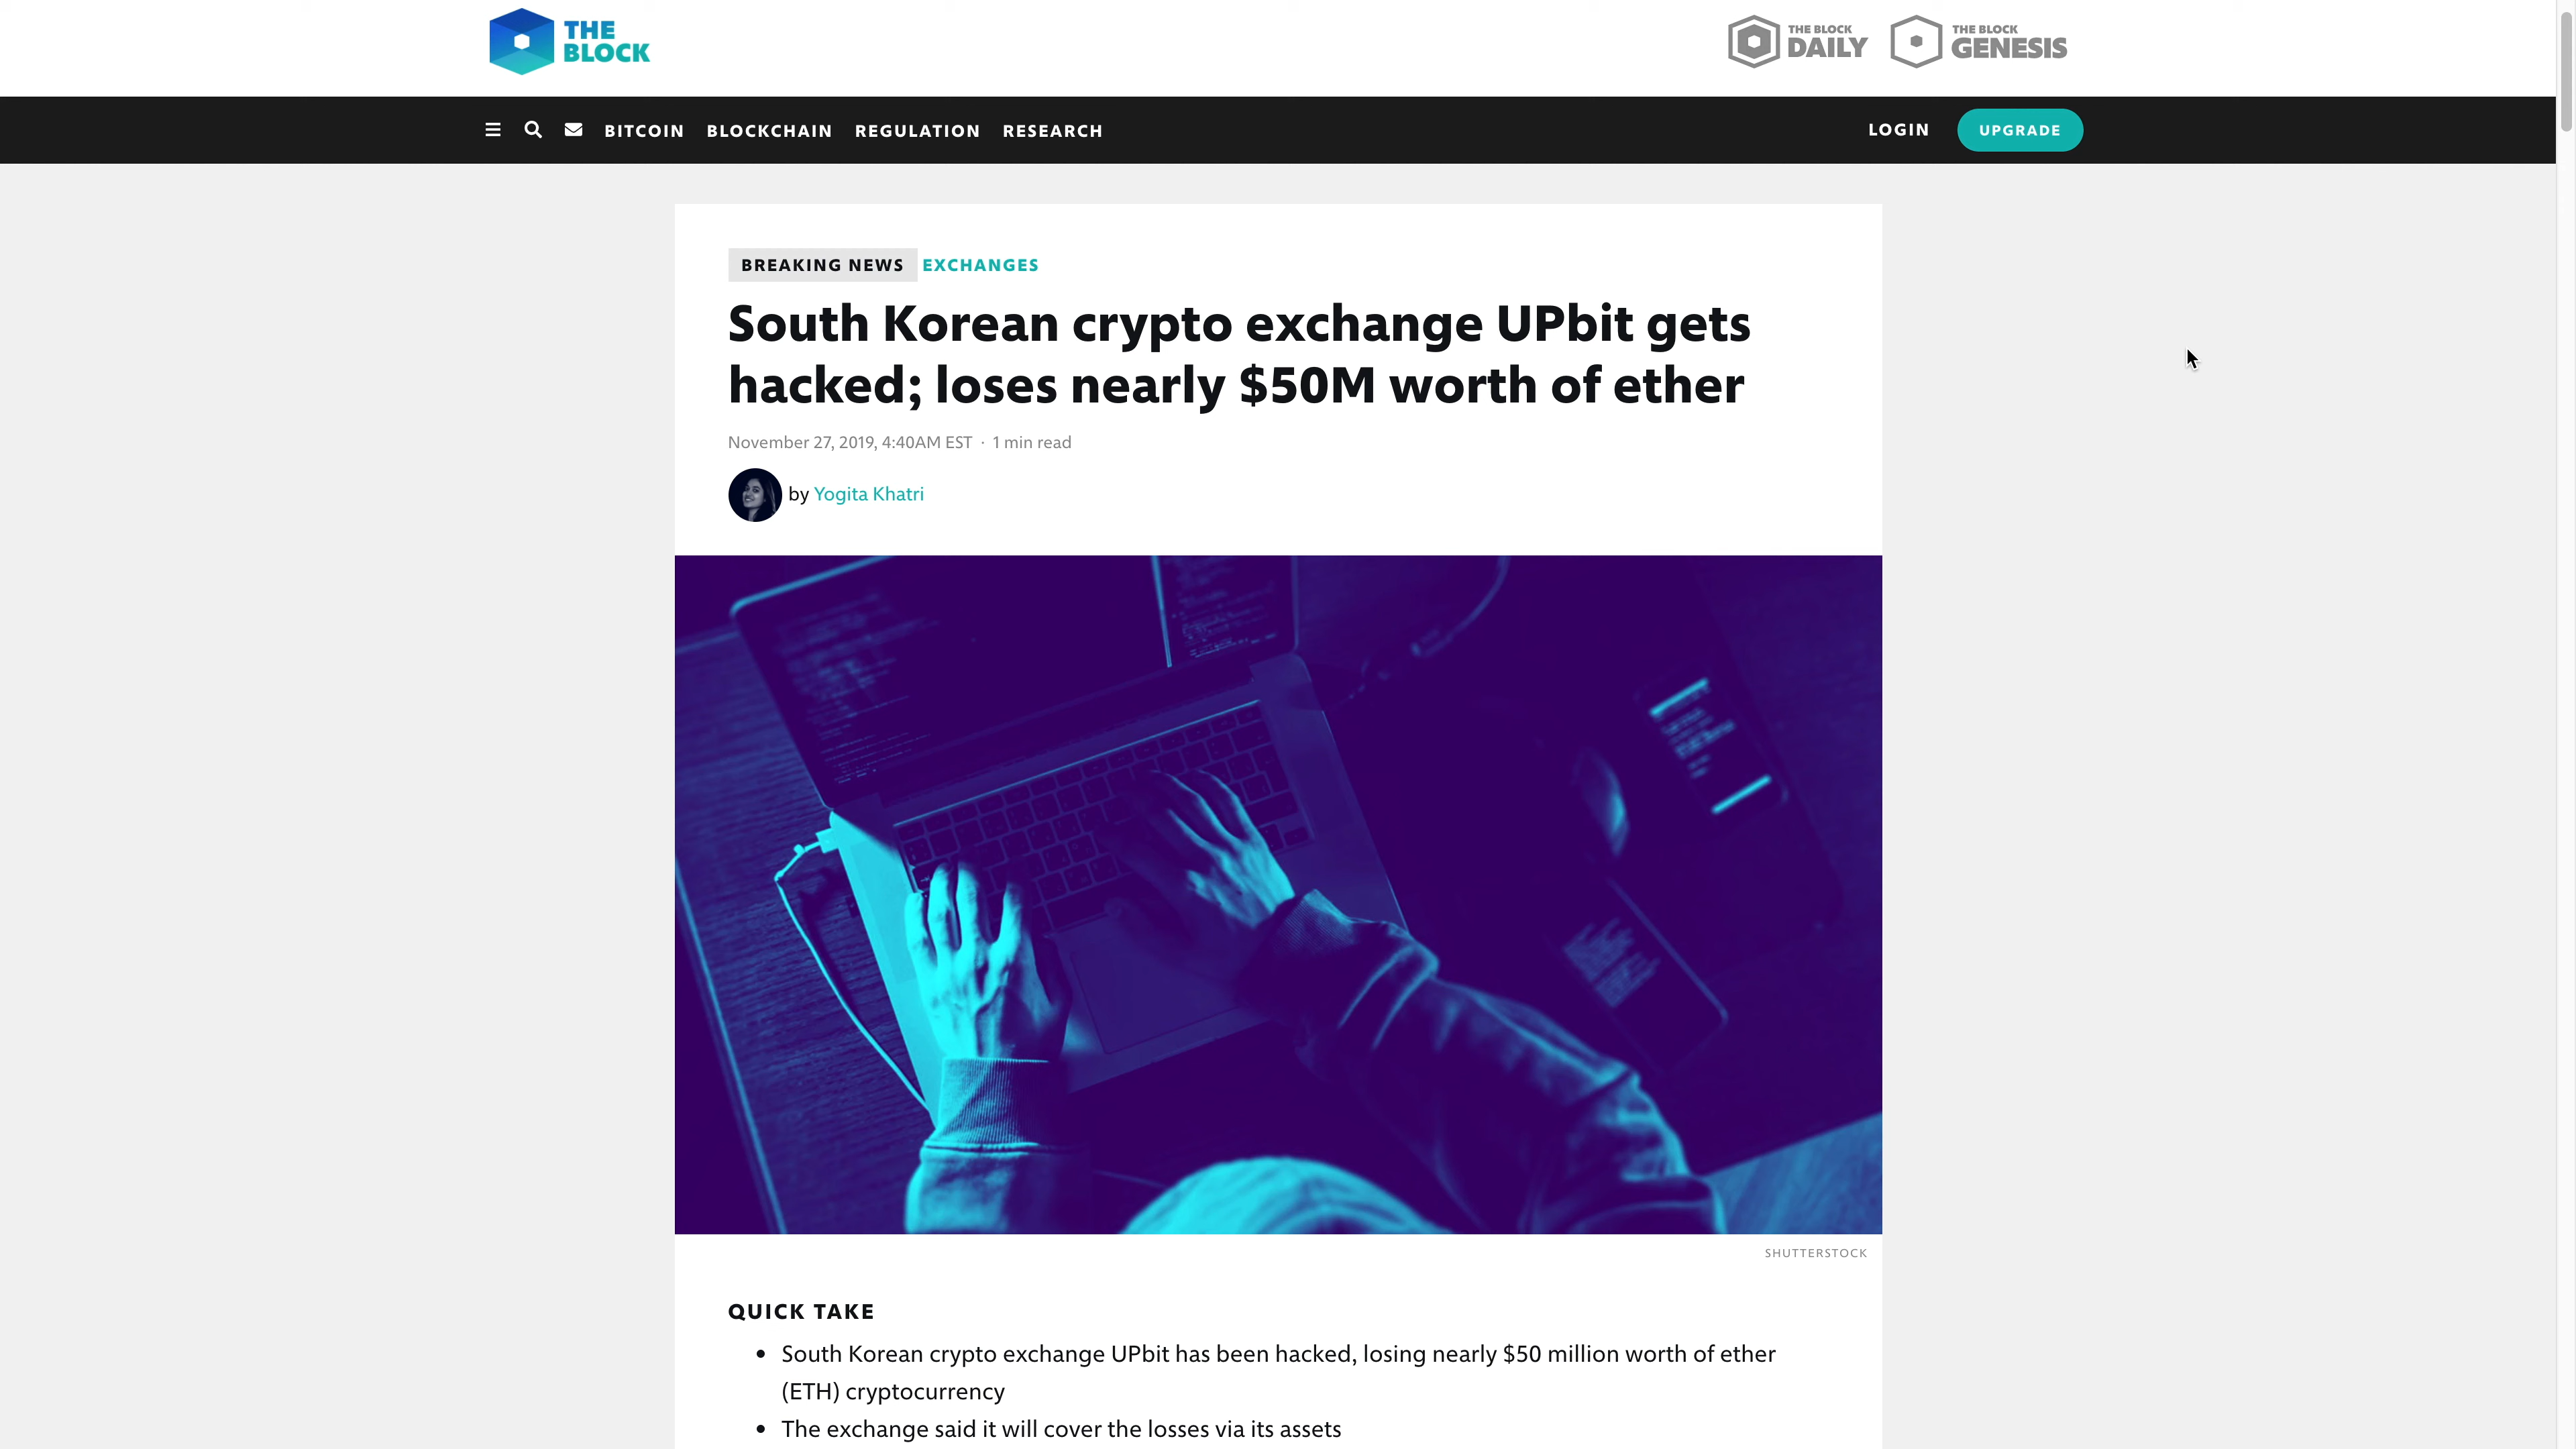 THE
BLOCK
THE BLOCK
DAILY
THE BLOCK
GENESIS
BITCOIN BLOCKCHAIN REGULATION RESEARCH LOGIN UPGRADE
BREAKING NEWS EXCHANGES
South Korean crypto exchange UPbit gets
hacked; loses nearly $50M worth of ether
November 27, 2019, 4:40AM EST · 1 min read
by Yogita Khatri
SHUTTERSTOCK
QUICK TAKE
• South Korean crypto exchange UPbit has been hacked, losing nearly $50 million worth of ether
(ETH) cryptocurrency
• The exchange said it will cover the losses via its assets